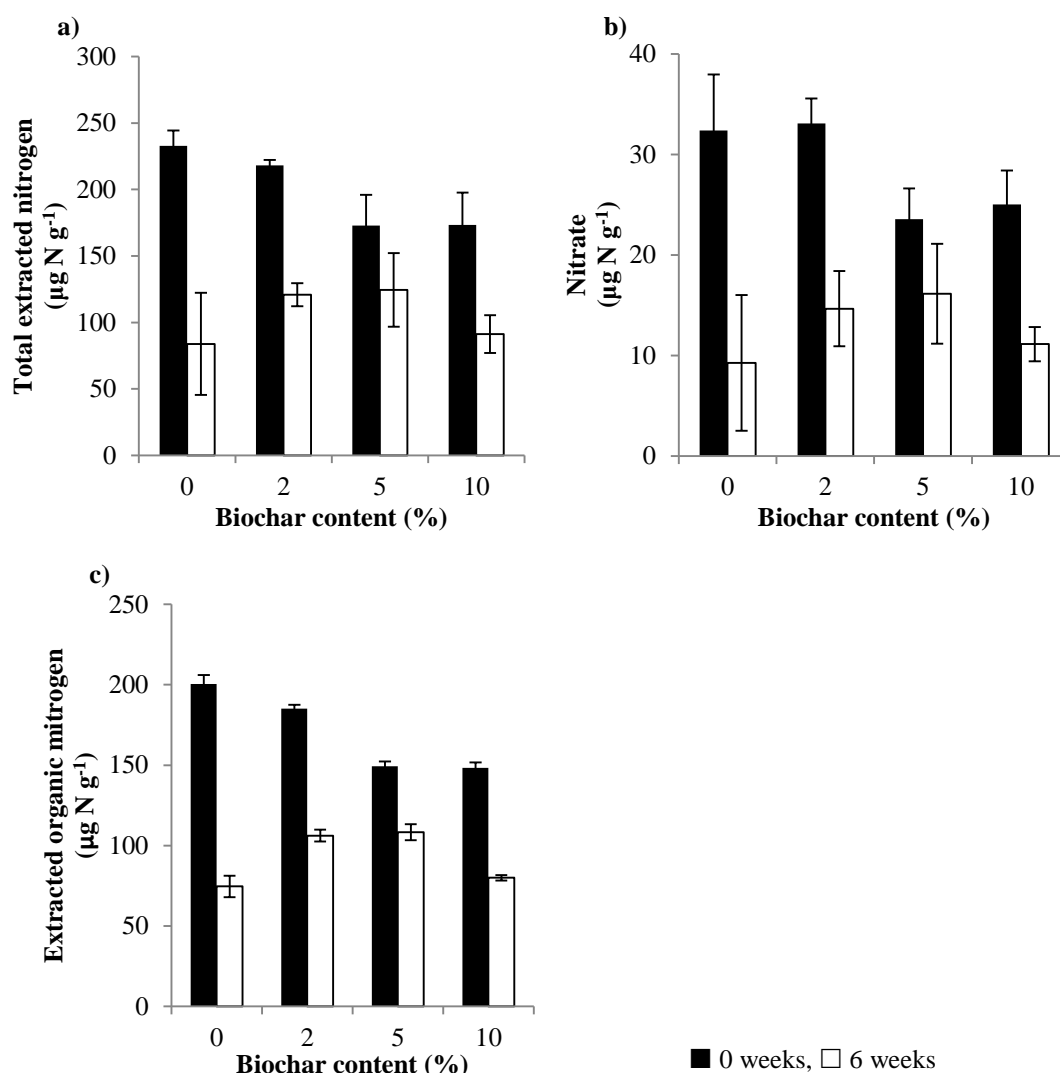 a)
Total extracted nitrogen
(µg N g-1)
300
250
200
150
100
50
0
0 2 5 10
Biochar content (%)
b)
Nitrate
(µg N g-1)
40
30
20
10
0
0 2 5 10
Biochar content (%)
c)
Extracted organic mitrogen
(µg N g-1)
250
200
150
100
50
0
0 2 5 10
Biochar content (%)
0 weeks, 6 weeks